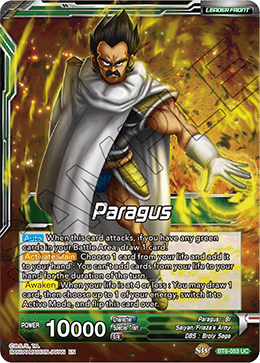 LEADER FRONT
Paragus
Auto When this card attacks, if you have any green
cards in your Battle Area, draw 1 card.
Activate Main Choose 1 card from your life and add it
to your hand : You can't add cards from your life to your
hand for the duration of the turn.
Awaken When your life is at 4 or less : You may draw 1
card, then choose up to 1 of your energy, switch it to
Active Mode, and flip this card over.
POWER 10000
Character Paragus : Br
Special Trait Saiyan/Frieza's Army
Era DBS : Broly Saga
BANDAI MADE IN JAPAN EN
BT6-053 UC